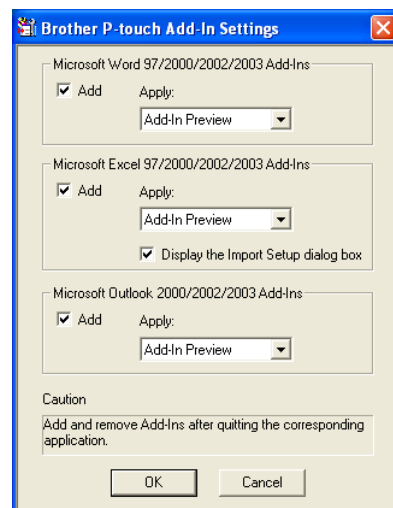 Brother P-touch Add-In Settings
Microsoft Word 97/2000/2002/2003 Add-Ins
Add Apply:
Add-In Preview
Microsoft Excel 97/2000/2002/2003 Add-Ins
Add Apply:
Add-In Preview
Display the Import Setup dialog box
Microsoft Outlook 2000/2002/2003 Add-Ins
Add Apply:
Add-In Preview
Caution
Add and remove Add-Ins after quitting the corresponding
application.
OK Cancel